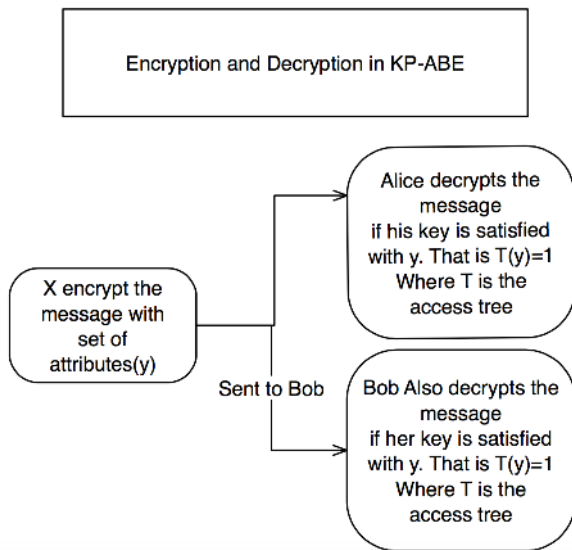 Encryption and Decryption in KP-ABE
Alice decrypts the
message
if his key is satisfied
with y. That is T(y)=1
Where T is the
access tree
X encrypt the
message with
set of
attributes(y)
Sent to Bob
Bob Also decrypts the
message
if her key is satisfied
with y. That is T(y)=1
Where T is the
access tree